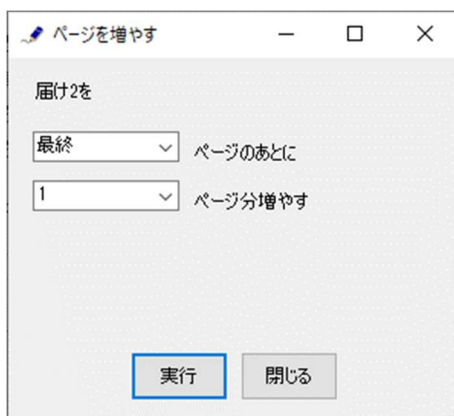 ページを増やす
届け2を
最終 ページのあとに
1 ページ分増やす
実行 閉じる